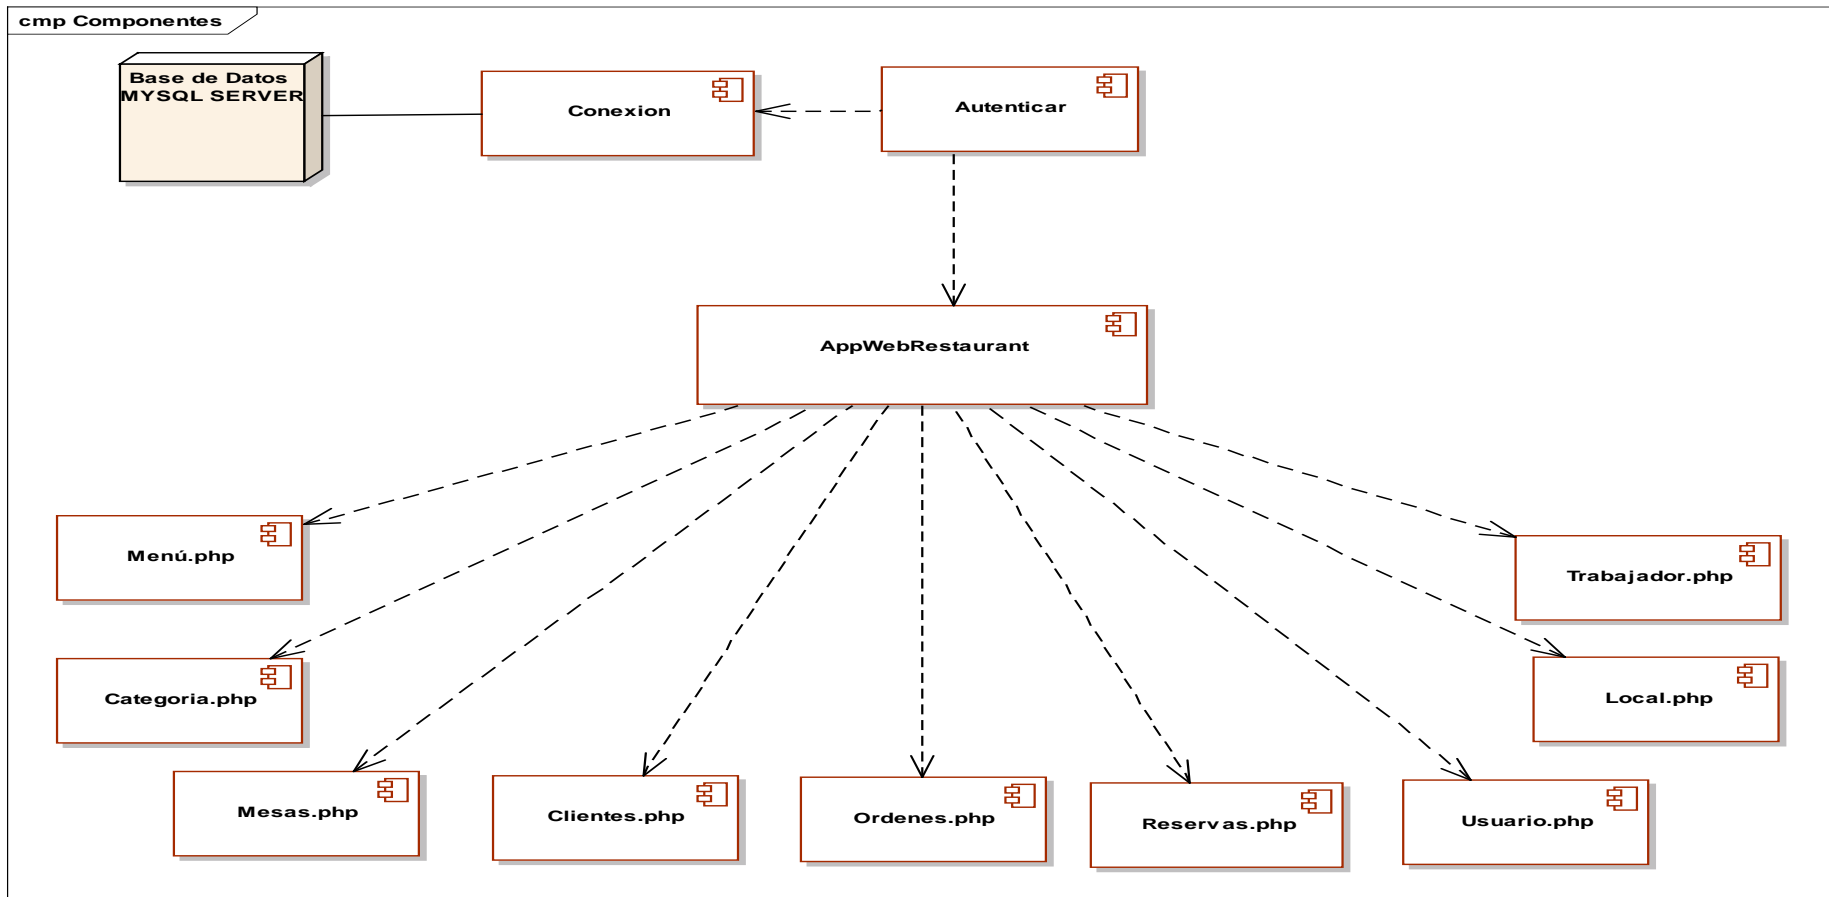 cmp Componentes
Base de Datos
MYSQL SERVER
Conexion
Autenticar
AppWebRestaurant
Menú.php
Trabajador.php
Categoria.php
Local.php
Mesas.php
Clientes.php
Ordenes.php
Reservas.php
Usuario.php